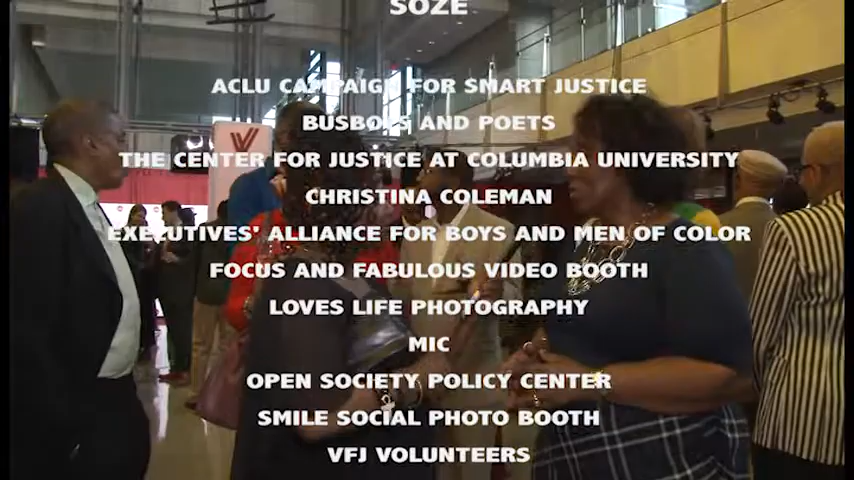 SOZE
ACLU CAMPAIGN FOR SMART JUSTICE
BUSBOYS AND POETS
THE CENTER FOR JUSTICE AT COLUMBIA UNIVERSITY
CHRISTINA COLEMAN
EXECUTIVES' ALLIANCE FOR BOYS AND MEN OF COLOR
FOCUS AND FABULOUS VIDEO BOOTH
LOVES LIFE PHOTOGRAPHY
MIC
OPEN SOCIETY POLICY CENTER
SMILE SOCIAL PHOTO BOOTH
VFJ VOLUNTEERS